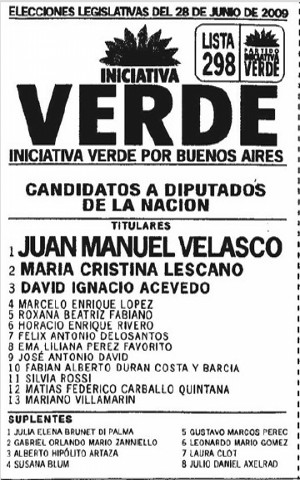 ELECCIONES LEGISLATIVAS DEL 28 DE JUNIO DE 2009
INICIATIVA
LISTA
298
PARTIDO
INICIATIVA
VERDE
VERDE
INICIATIVA VERDE POR BUENOS AIRES
CANDIDATOS A DIPUTADOS
DE LA NACION
TITULARES
1 JUAN MANUEL VELASCO
2 MARIA CRISTINA LESCANO
3 DAVID IGNACIO ACEVEDO
4 MARCELO ENRIQUE LOPEZ
5 ROXANA BEATRIZ FABIANO
6 HORACIO ENRIQUE RIVERO
7 FELIX ANTONIO DELOSANTOS
8 EMA LILIANA PEREZ FAVORITO
9 JOSÉ ANTONIO DAVID
10 FABIAN ALBERTO DURAN COSTA Y BARCIA
11 SILVIA ROSSI
12 MATIAS FEDERICO CARBALLO QUINTANA
13 MARIANO VILLAMARIN
SUPLENTES
1 JULIA ELENA BRUNET DI PALMA
2 GABRIEL ORLANDO MARIO ZANNIELLO
3 ALBERTO HIPÓLITO ARTAZA
4 SUSANA BLUM
5 GUSTAVO MARCOS PEREC
6 LEONARDO MARIO GOMEZ
7 LAURA CLOT
8 JULIO DANIEL AXELRAD